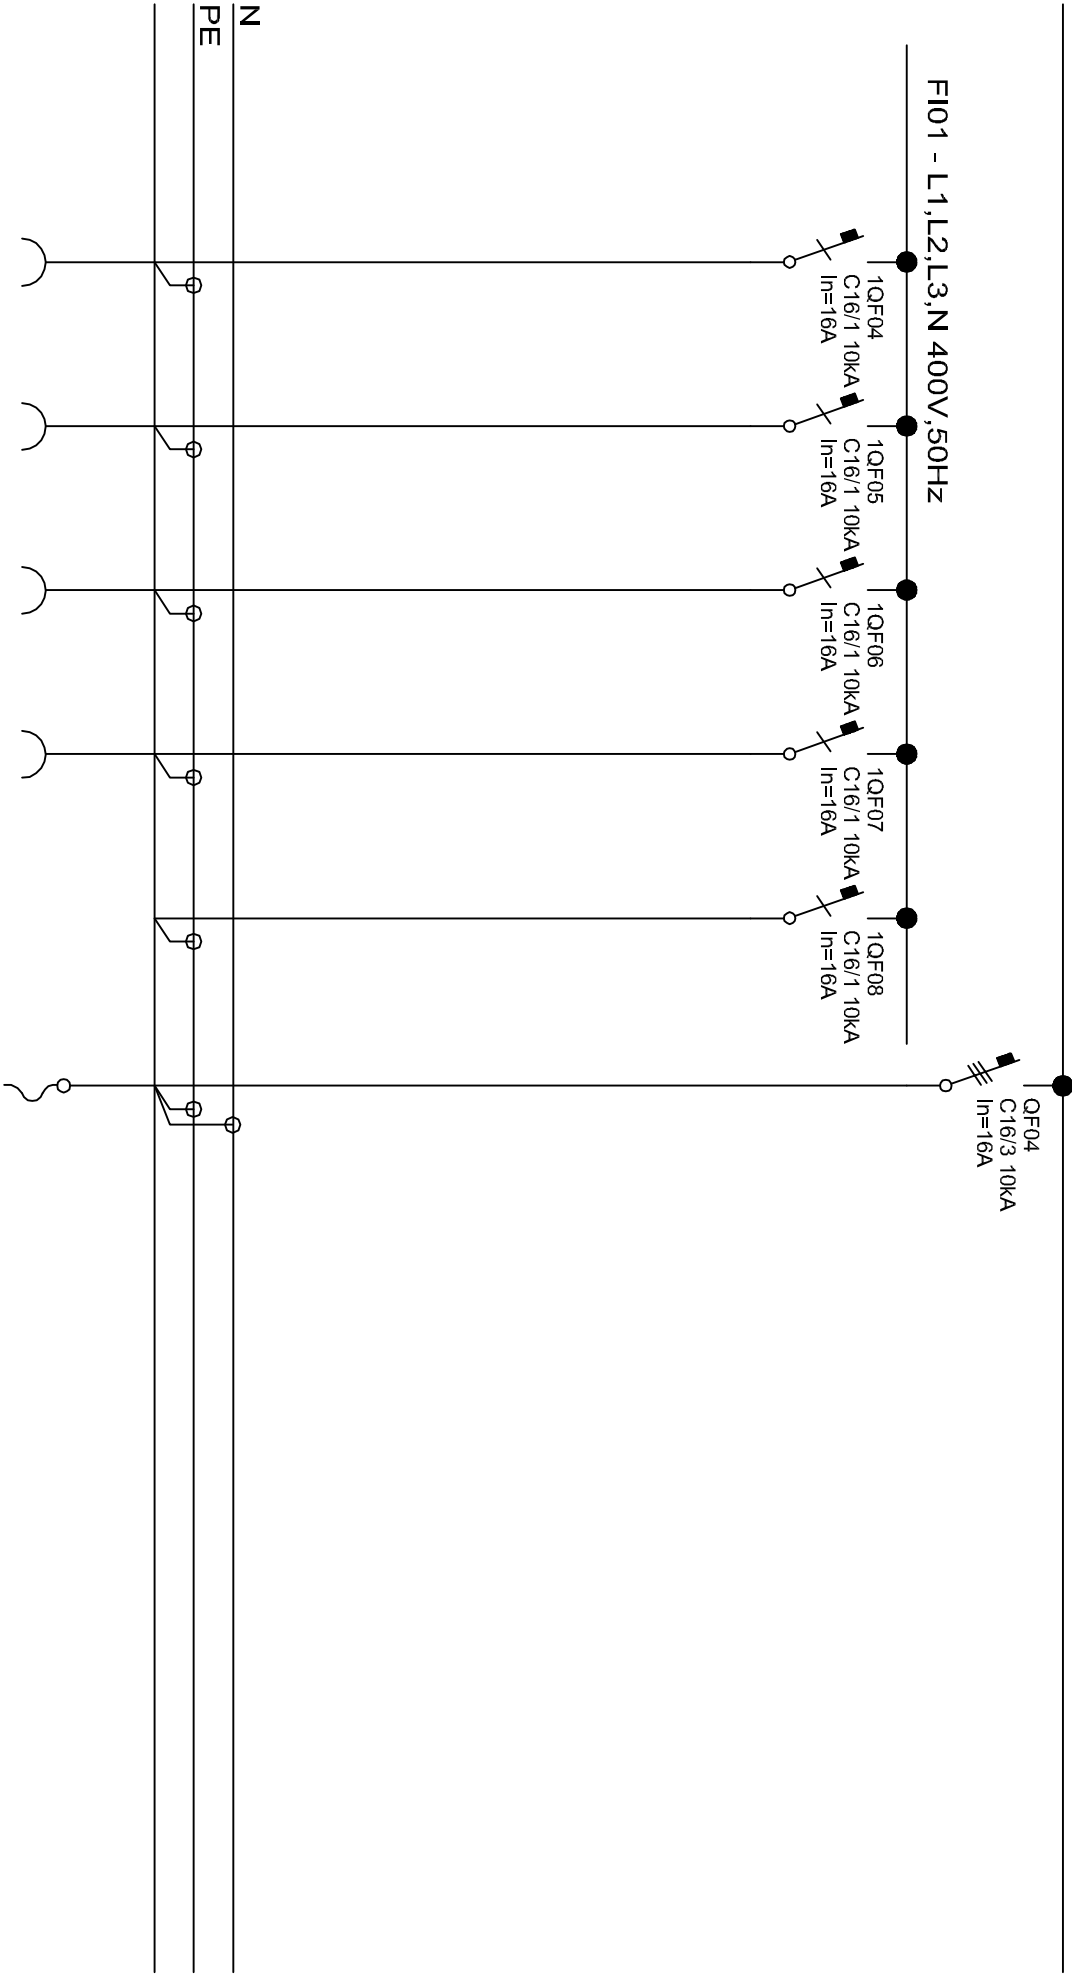 FI01 - L1,L2,L3,N 400V,50Hz
1QF04
C16/1 10kA
In=16A
1QF05
C16/1 10kA
In=16A
1QF06
C16/1 10kA
In=16A
1QF07
C16/1 10kA
In=16A
1QF08
C16/1 10kA
In=16A
QF04
C16/3 10kA
In=16A
N
PE